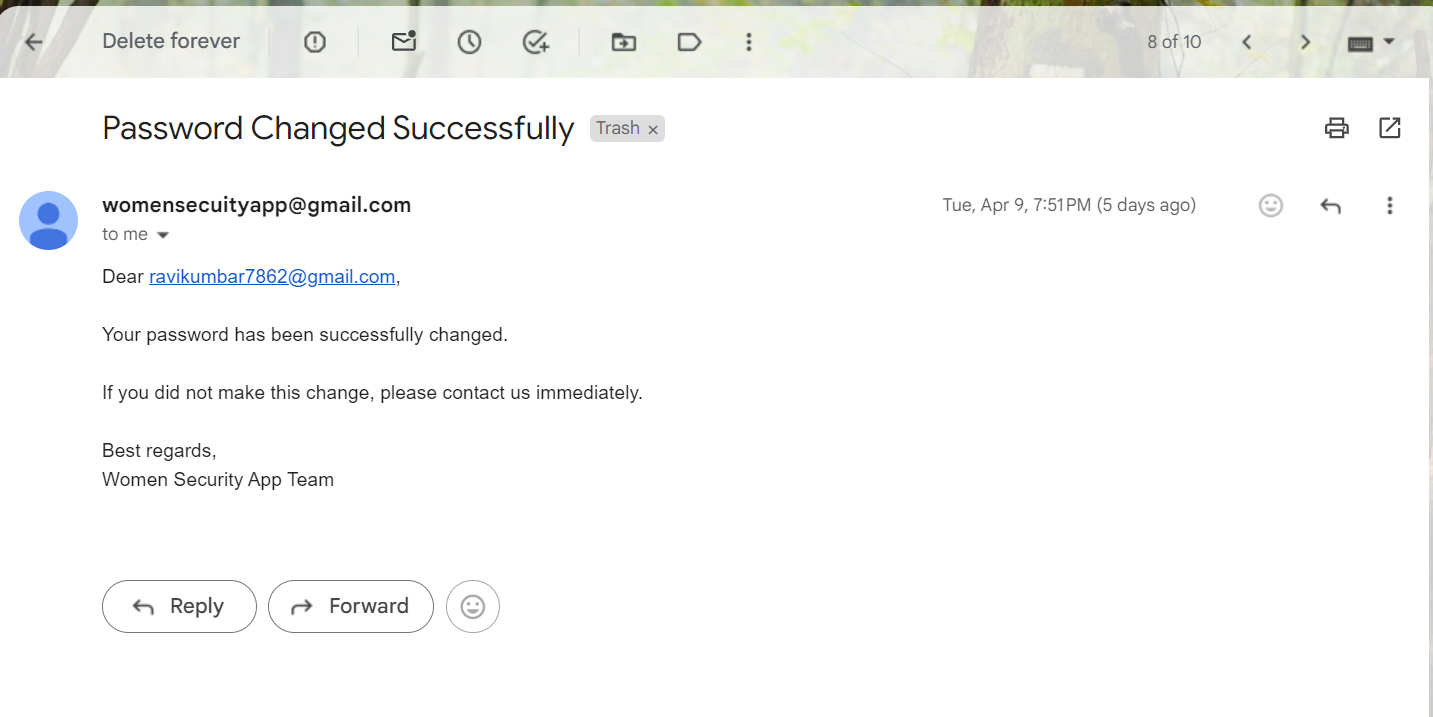 Delete forever
8 of 10
Password Changed Successfully Trash ×
womensecuityapp@gmail.com Tue, Apr 9, 7:51 PM (5 days ago)
to me
Dear ravikumbar7862@gmail.com,
Your password has been successfully changed.
If you did not make this change, please contact us immediately.
Best regards,
Women Security App Team
Reply Forward